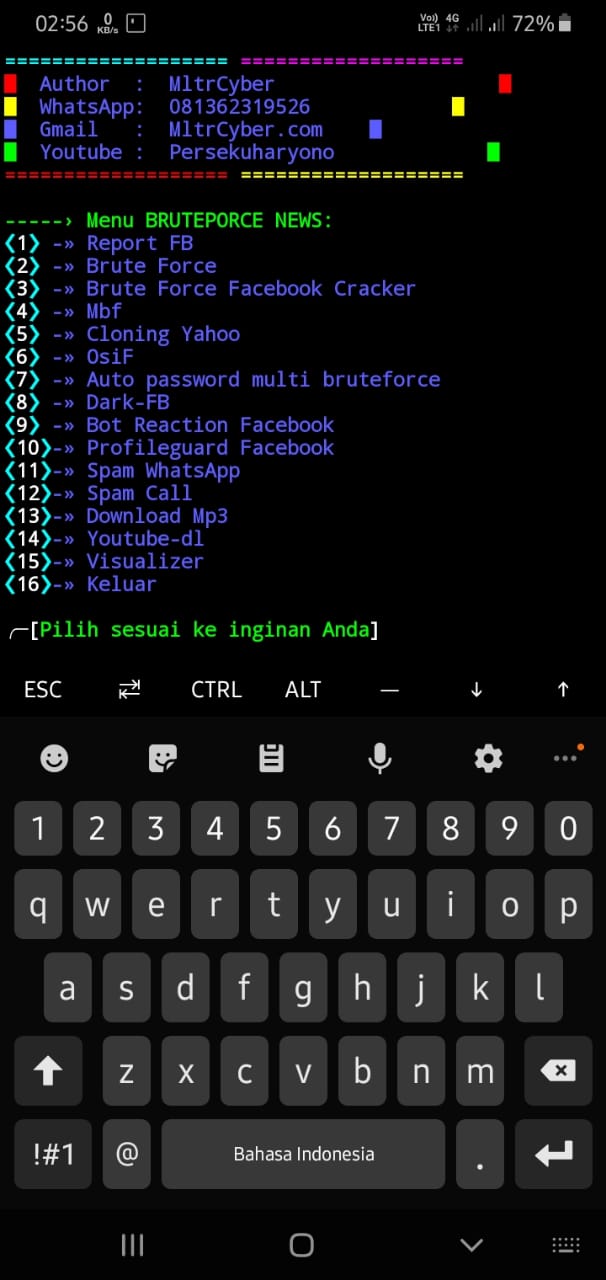 02:56 0 KB/s Vo) LTE1 4G 72%
==================== ====================
Author : MltrCyber
WhatsApp: 081362319526
Gmail : MltrCyber.com
Youtube : Persekuharyono
==================== ====================
-----› Menu BRUTEPORCE NEWS:
❮1❯ -» Report FB
❮2❯ -» Brute Force
❮3❯ -» Brute Force Facebook Cracker
❮4❯ -» Mbf
❮5❯ -» Cloning Yahoo
❮6❯ -» OsiF
❮7❯ -» Auto password multi bruteforce
❮8❯ -» Dark-FB
❮9❯ -» Bot Reaction Facebook
❮10❯-» Profileguard Facebook
❮11❯-» Spam WhatsApp
❮12❯-» Spam Call
❮13❯-» Download Mp3
❮14❯-» Youtube-dl
❮15❯-» Visualizer
❮16❯-» Keluar
╭─[Pilih sesuai ke inginan Anda]
ESC ⇄ CTRL ALT — ↓ ↑
1 2 3 4 5 6 7 8 9 0
q w e r t y u i o p
a s d f g h j k l
z x c v b n m
!#1 @ Bahasa Indonesia .